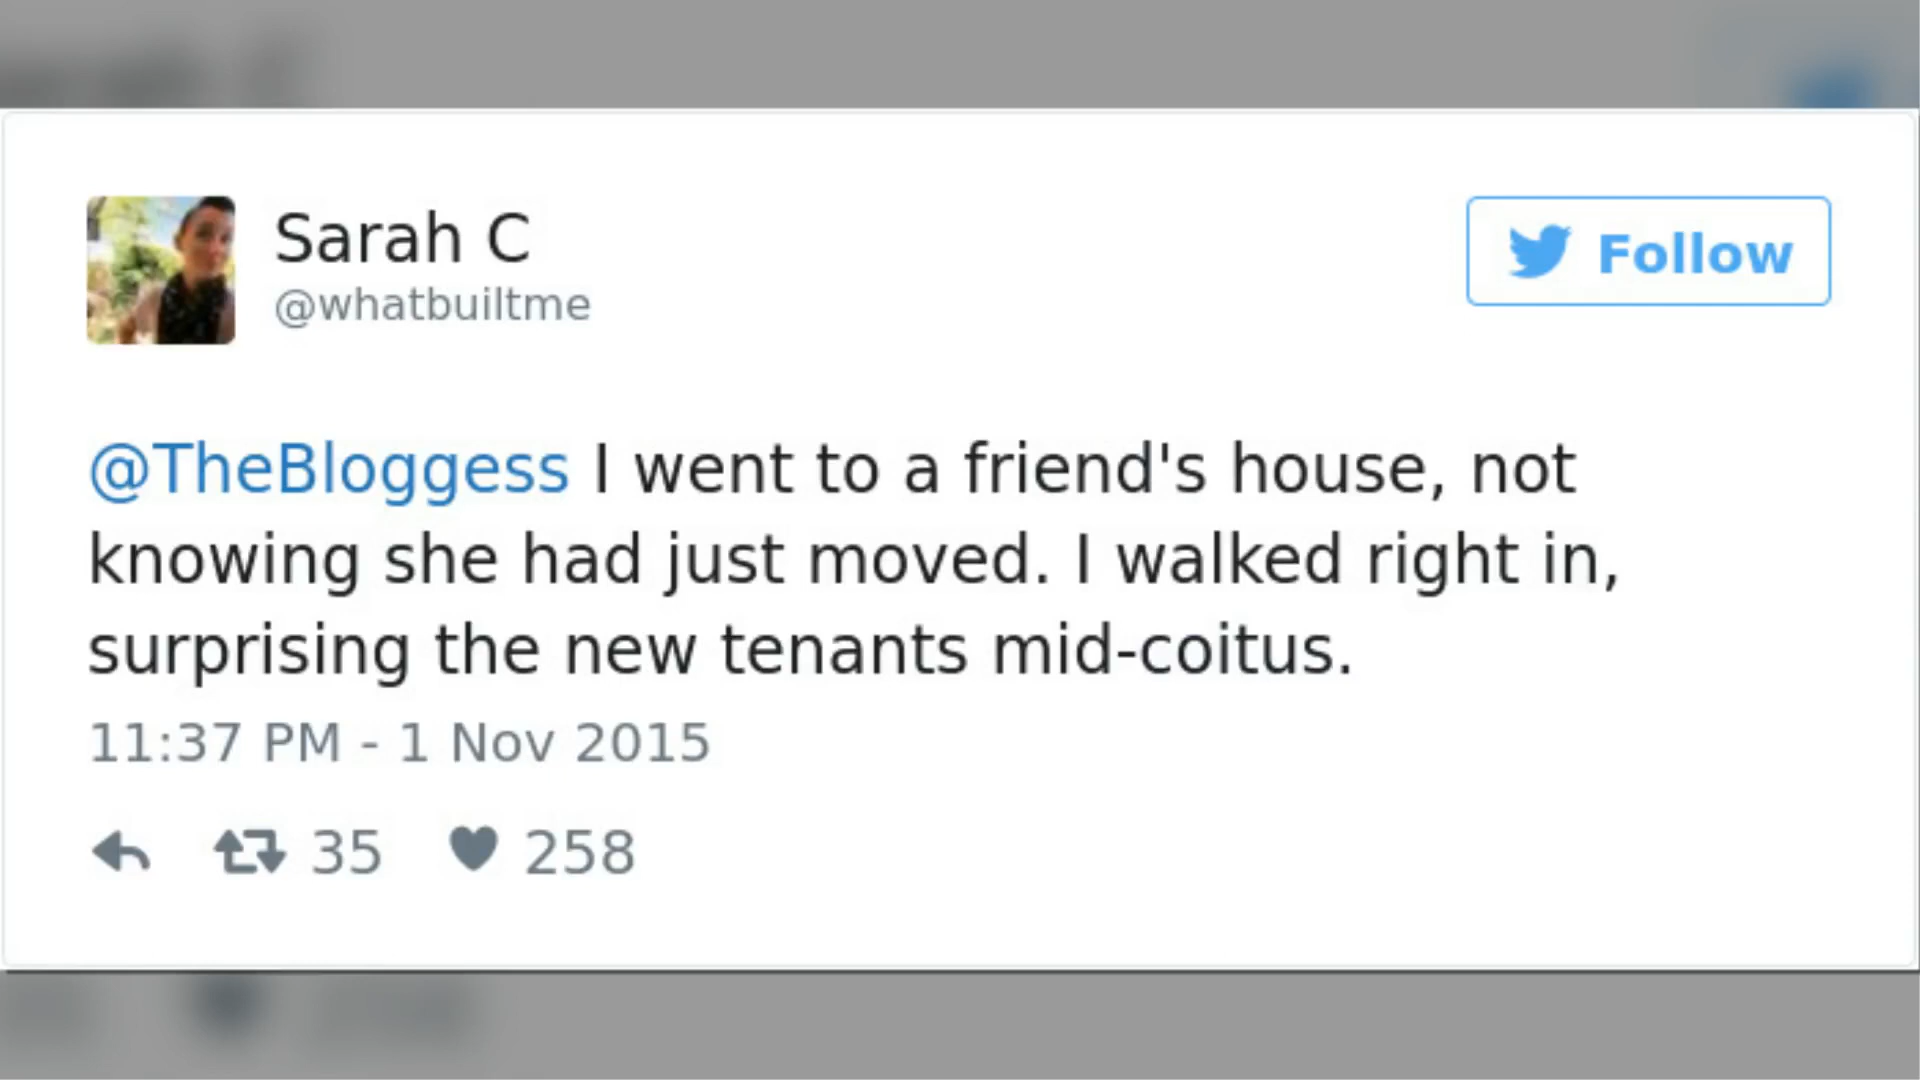 Sarah C
@whatbuiltme
Follow
@TheBloggess I went to a friend's house, not
knowing she had just moved. I walked right in,
surprising the new tenants mid-coitus.
11:37 PM - 1 Nov 2015
35 258